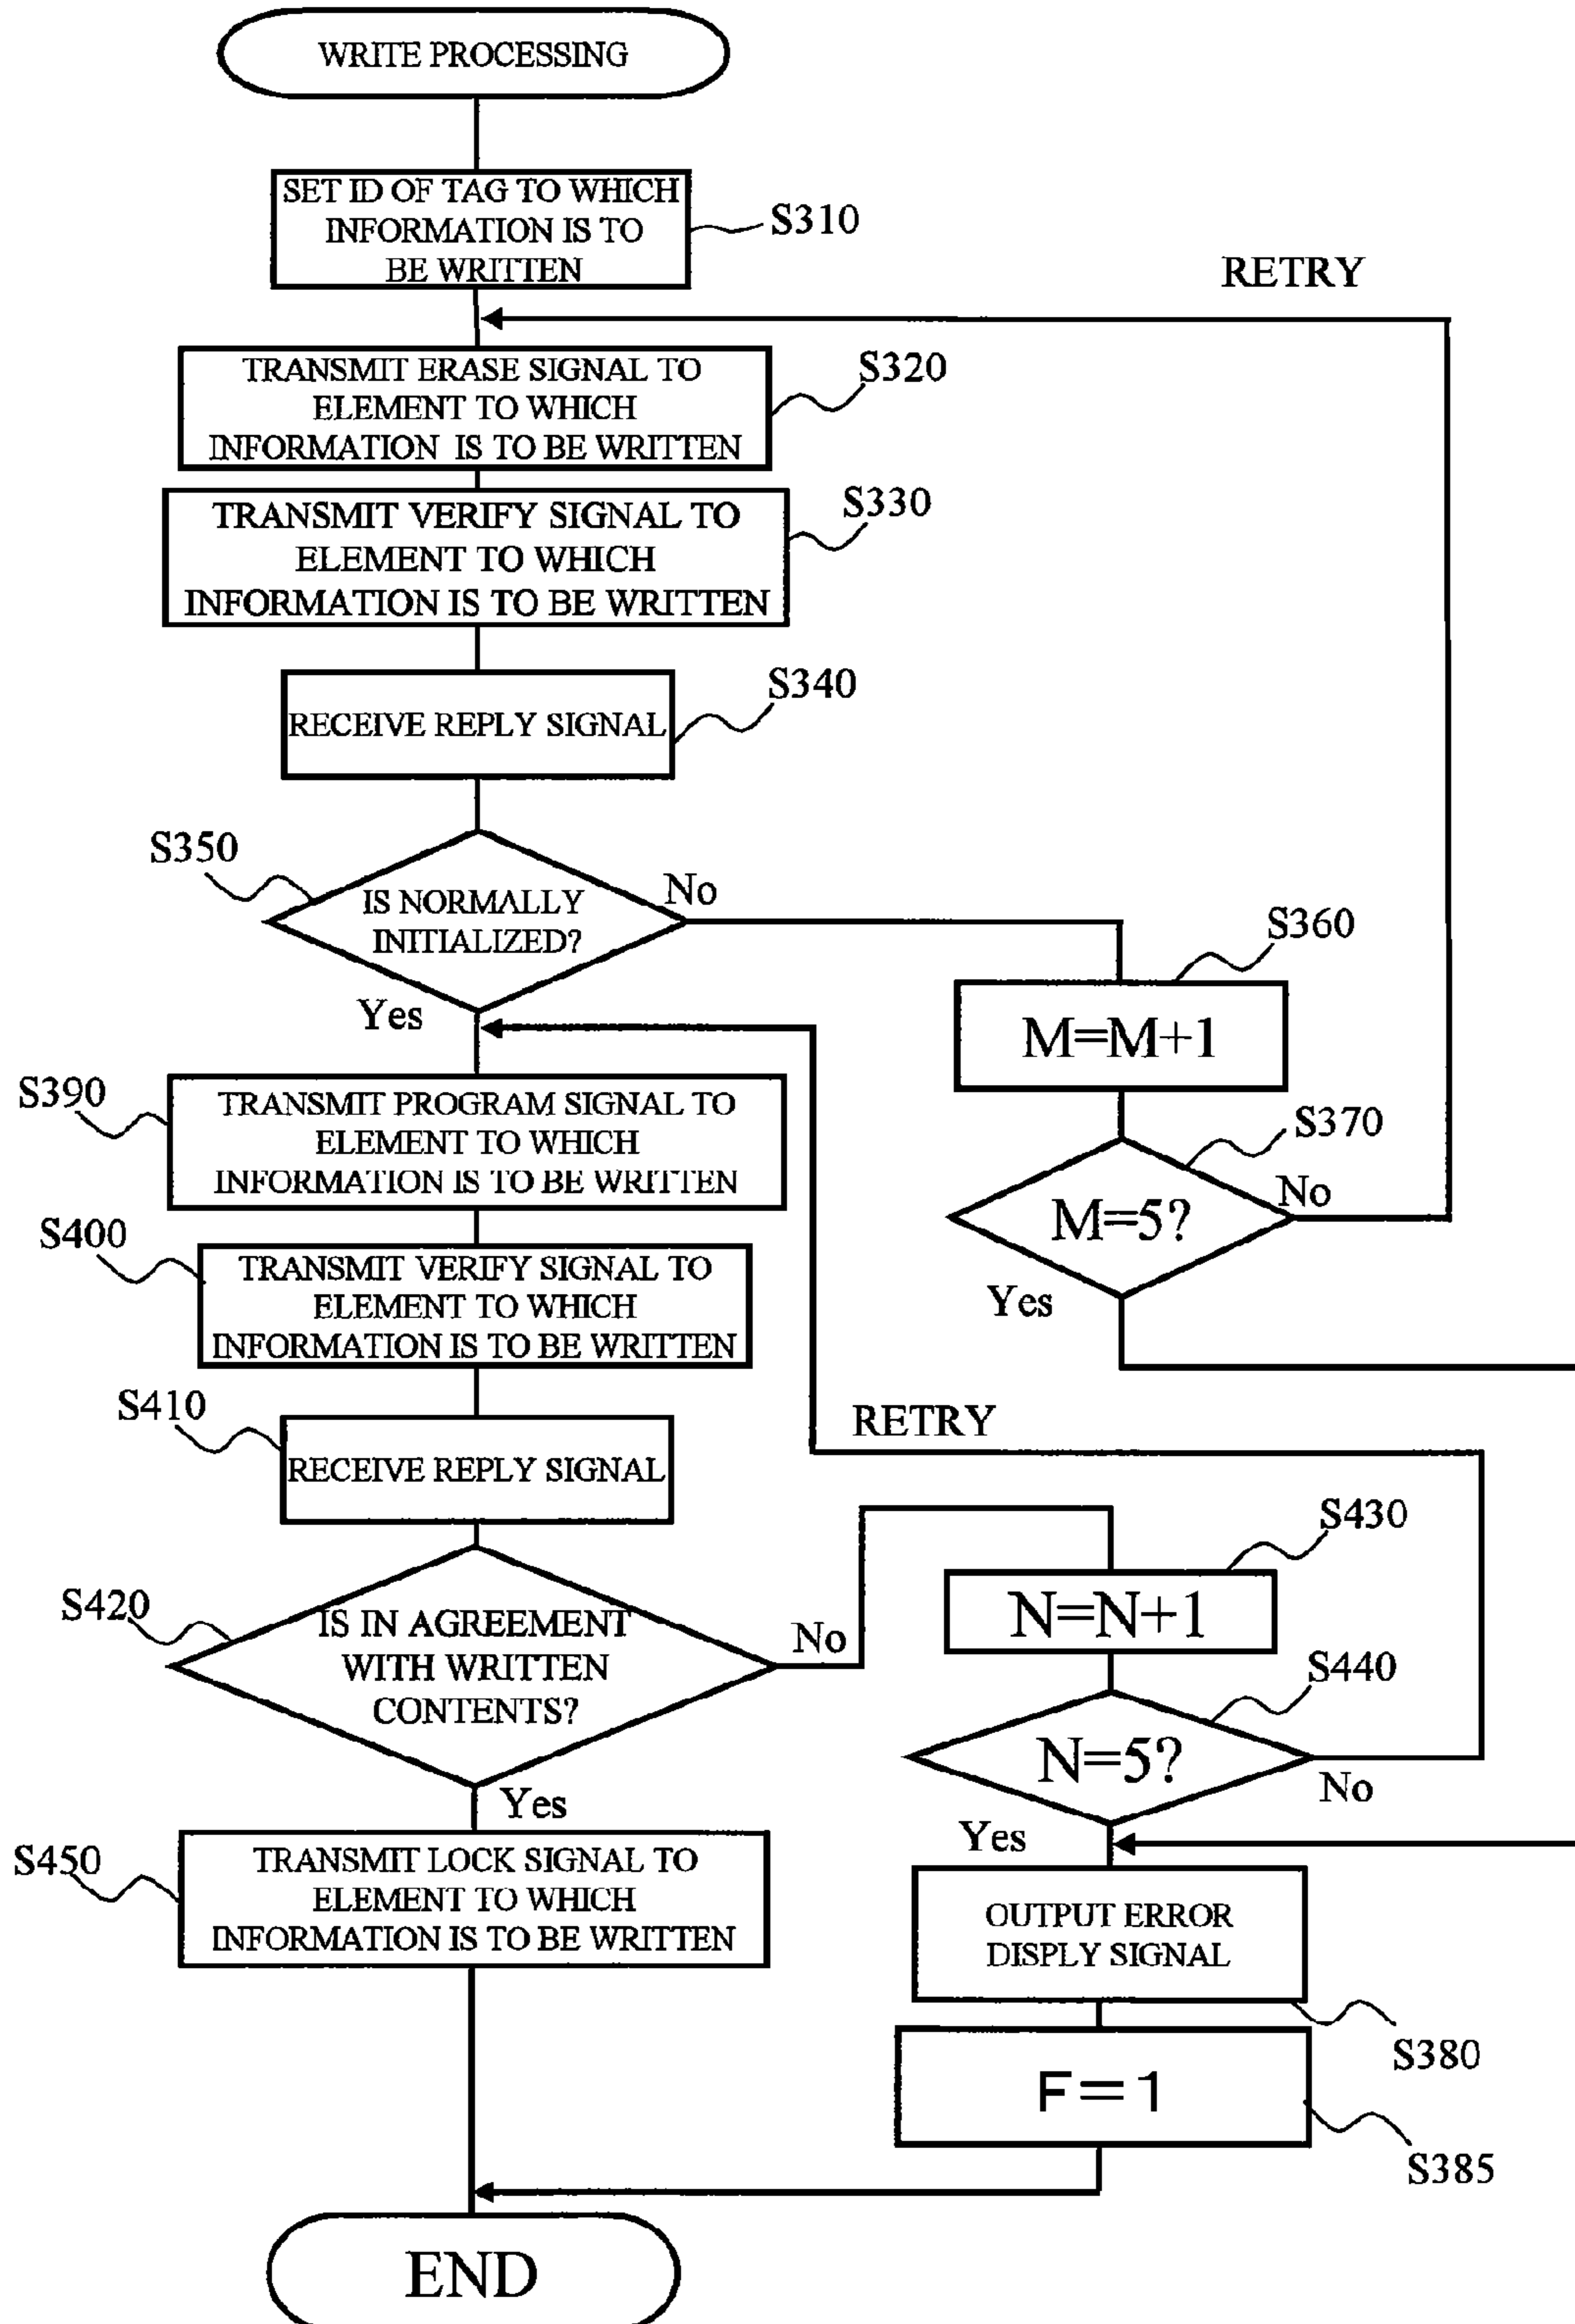 WRITE PROCESSING
SET ID OF TAG TO WHICH
INFORMATION IS TO
BE WRITTEN
S310
RETRY
TRANSMIT ERASE SIGNAL TO
ELEMENT TO WHICH
INFORMATION IS TO BE WRITTEN
S320
TRANSMIT VERIFY SIGNAL TO
ELEMENT TO WHICH
INFORMATION IS TO BE WRITTEN
S330
RECEIVE REPLY SIGNAL
S340
S350
IS NORMALLY
INITIALIZED?
No
Yes
S360
M=M+1
S370
M=5?
No
Yes
S390
TRANSMIT PROGRAM SIGNAL TO
ELEMENT TO WHICH
INFORMATION IS TO BE WRITTEN
S400
TRANSMIT VERIFY SIGNAL TO
ELEMENT TO WHICH
INFORMATION IS TO BE WRITTEN
S410
RECEIVE REPLY SIGNAL
RETRY
S420
IS IN AGREEMENT
WITH WRITTEN
CONTENTS?
No
Yes
S430
N=N+1
S440
N=5?
No
Yes
S450
TRANSMIT LOCK SIGNAL TO
ELEMENT TO WHICH
INFORMATION IS TO BE WRITTEN
OUTPUT ERROR
DISPLY SIGNAL
S380
F=1
S385
END